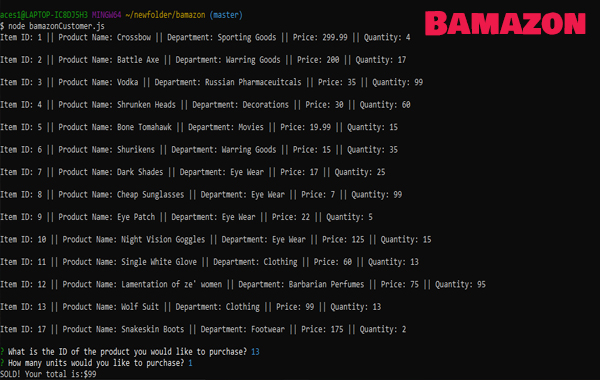 aces1@LAPTOP-IC8DJ5H3 MINGW64 ~/newfolder/bamazon (master)
BAMAZON
$ node bamazonCustomer.js
Item ID: 1 || Product Name: Crossbow || Department: Sporting Goods || Price: 299.99 || Quantity: 4
Item ID: 2 || Product Name: Battle Axe || Department: Warring Goods || Price: 200 || Quantity: 17
Item ID: 3 || Product Name: Vodka || Department: Russian Pharmaceuitcals || Price: 35 || Quantity: 99
Item ID: 4 || Product Name: Shrunken Heads || Department: Decorations || Price: 30 || Quantity: 60
Item ID: 5 || Product Name: Bone Tomahawk || Department: Movies || Price: 19.99 || Quantity: 15
Item ID: 6 || Product Name: Shurikens || Department: Warring Goods || Price: 15 || Quantity: 35
Item ID: 7 || Product Name: Dark Shades || Department: Eye Wear || Price: 17 || Quantity: 25
Item ID: 8 || Product Name: Cheap Sunglasses || Department: Eye Wear || Price: 7 || Quantity: 99
Item ID: 9 || Product Name: Eye Patch || Department: Eye Wear || Price: 22 || Quantity: 5
Item ID: 10 || Product Name: Night Vision Goggles || Department: Eye Wear || Price: 125 || Quantity: 15
Item ID: 11 || Product Name: Single White Glove || Department: Clothing || Price: 60 || Quantity: 13
Item ID: 12 || Product Name: Lamentation of ze' women || Department: Barbarian Perfumes || Price: 75 || Quantity: 95
Item ID: 13 || Product Name: Wolf Suit || Department: Clothing || Price: 99 || Quantity: 13
Item ID: 17 || Product Name: Snakeskin Boots || Department: Footwear || Price: 175 || Quantity: 2
? What is the ID of the product you would like to purchase? 13
? How many units would you like to purchase? 1
SOLD! Your total is:$99